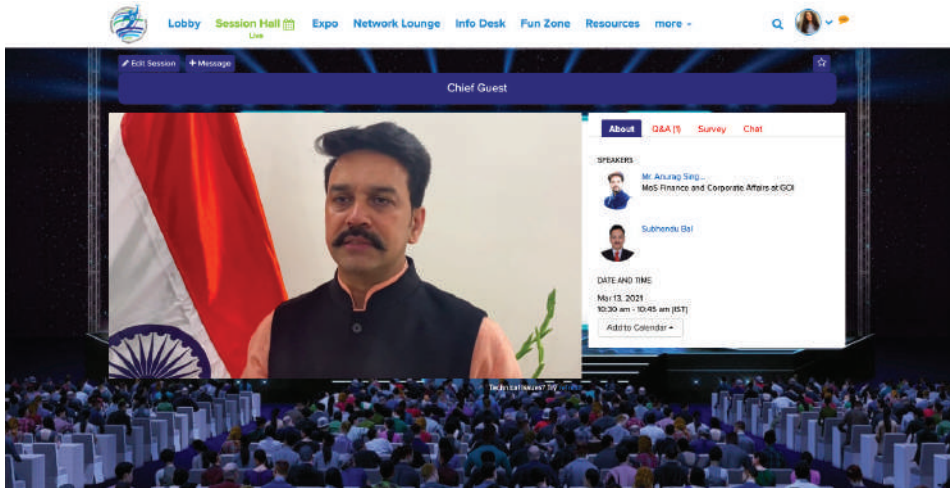 Lobby
Session Hall
Live
Expo
Network Lounge
Info Desk
Fun Zone
Resources
more
Edit Session
+ Message
Chief Guest
About
Q&A (1)
Survey
Chat
SPEAKERS
Mr. Anurag Sing...
MoS Finance and Corporate Affairs at GOI
Subhendu Bal
DATE AND TIME
Mar 13, 2021
10:30 am - 10:45 am (IST)
Add to Calendar
Technical Issues? Try